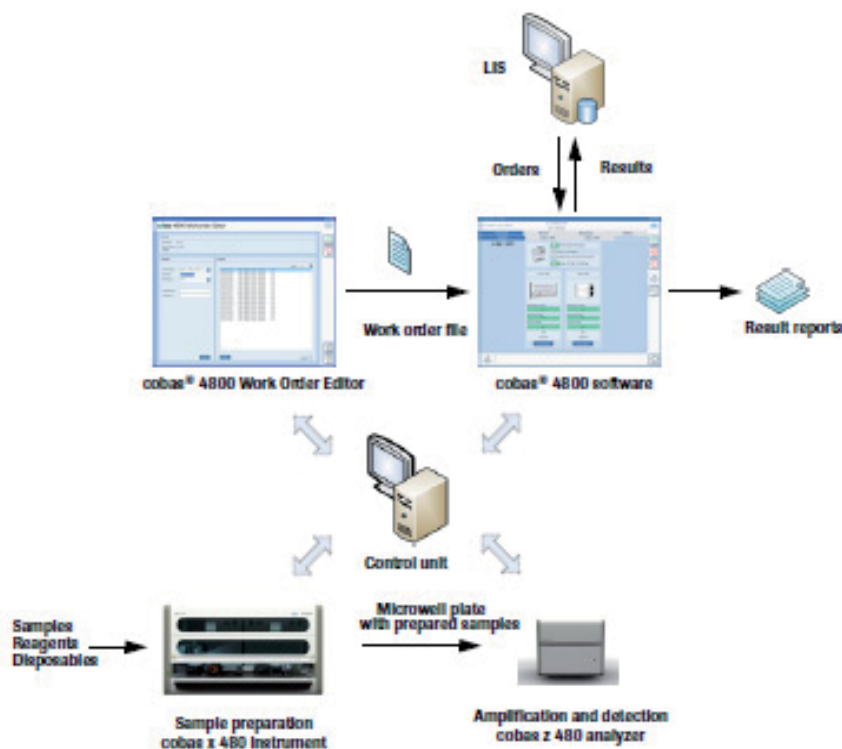 LIS
Orders
Results
Work order file
Result reports
cobas® 4800 Work Order Editor
cobas® 4800 software
Control unit
Samples
Reagents
Disposables
Microwell plate
with prepared samples
Sample preparation
cobas x 480 instrument
Amplification and detection
cobas z 480 analyzer